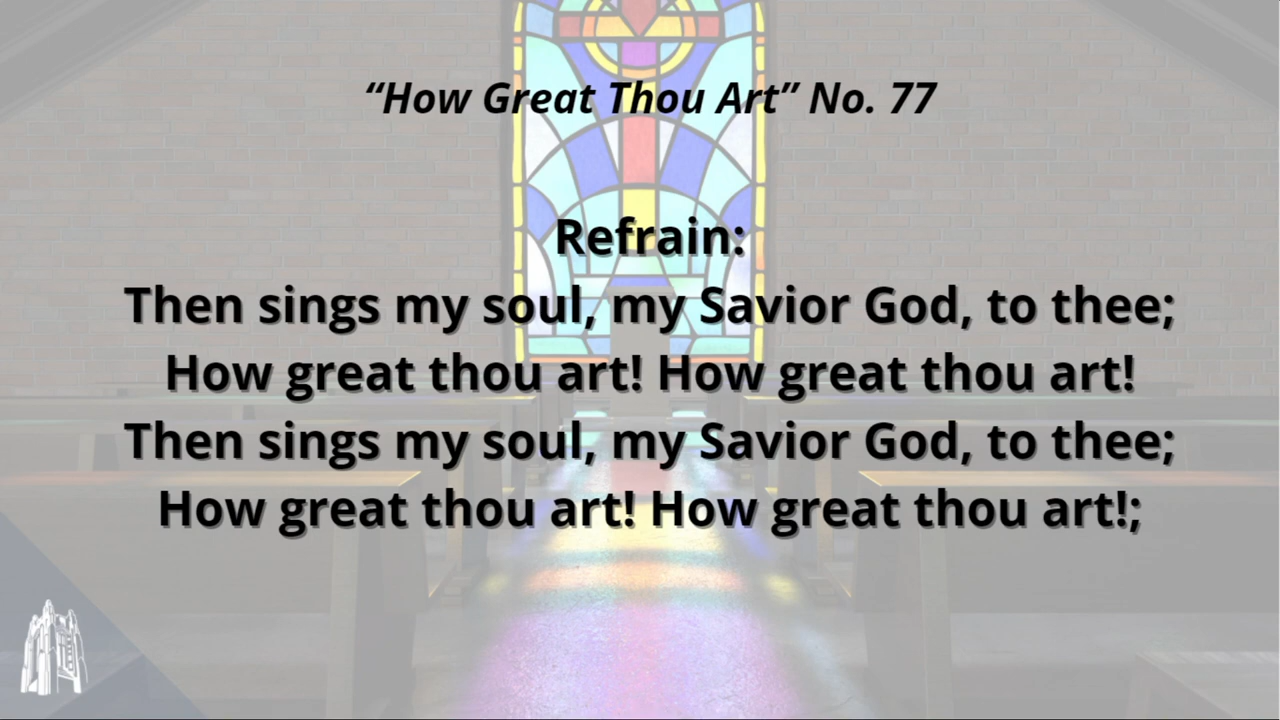 “How Great Thou Art” No. 77
Refrain:
Then sings my soul, my Savior God, to thee;
How great thou art! How great thou art!
Then sings my soul, my Savior God, to thee;
How great thou art! How great thou art!;